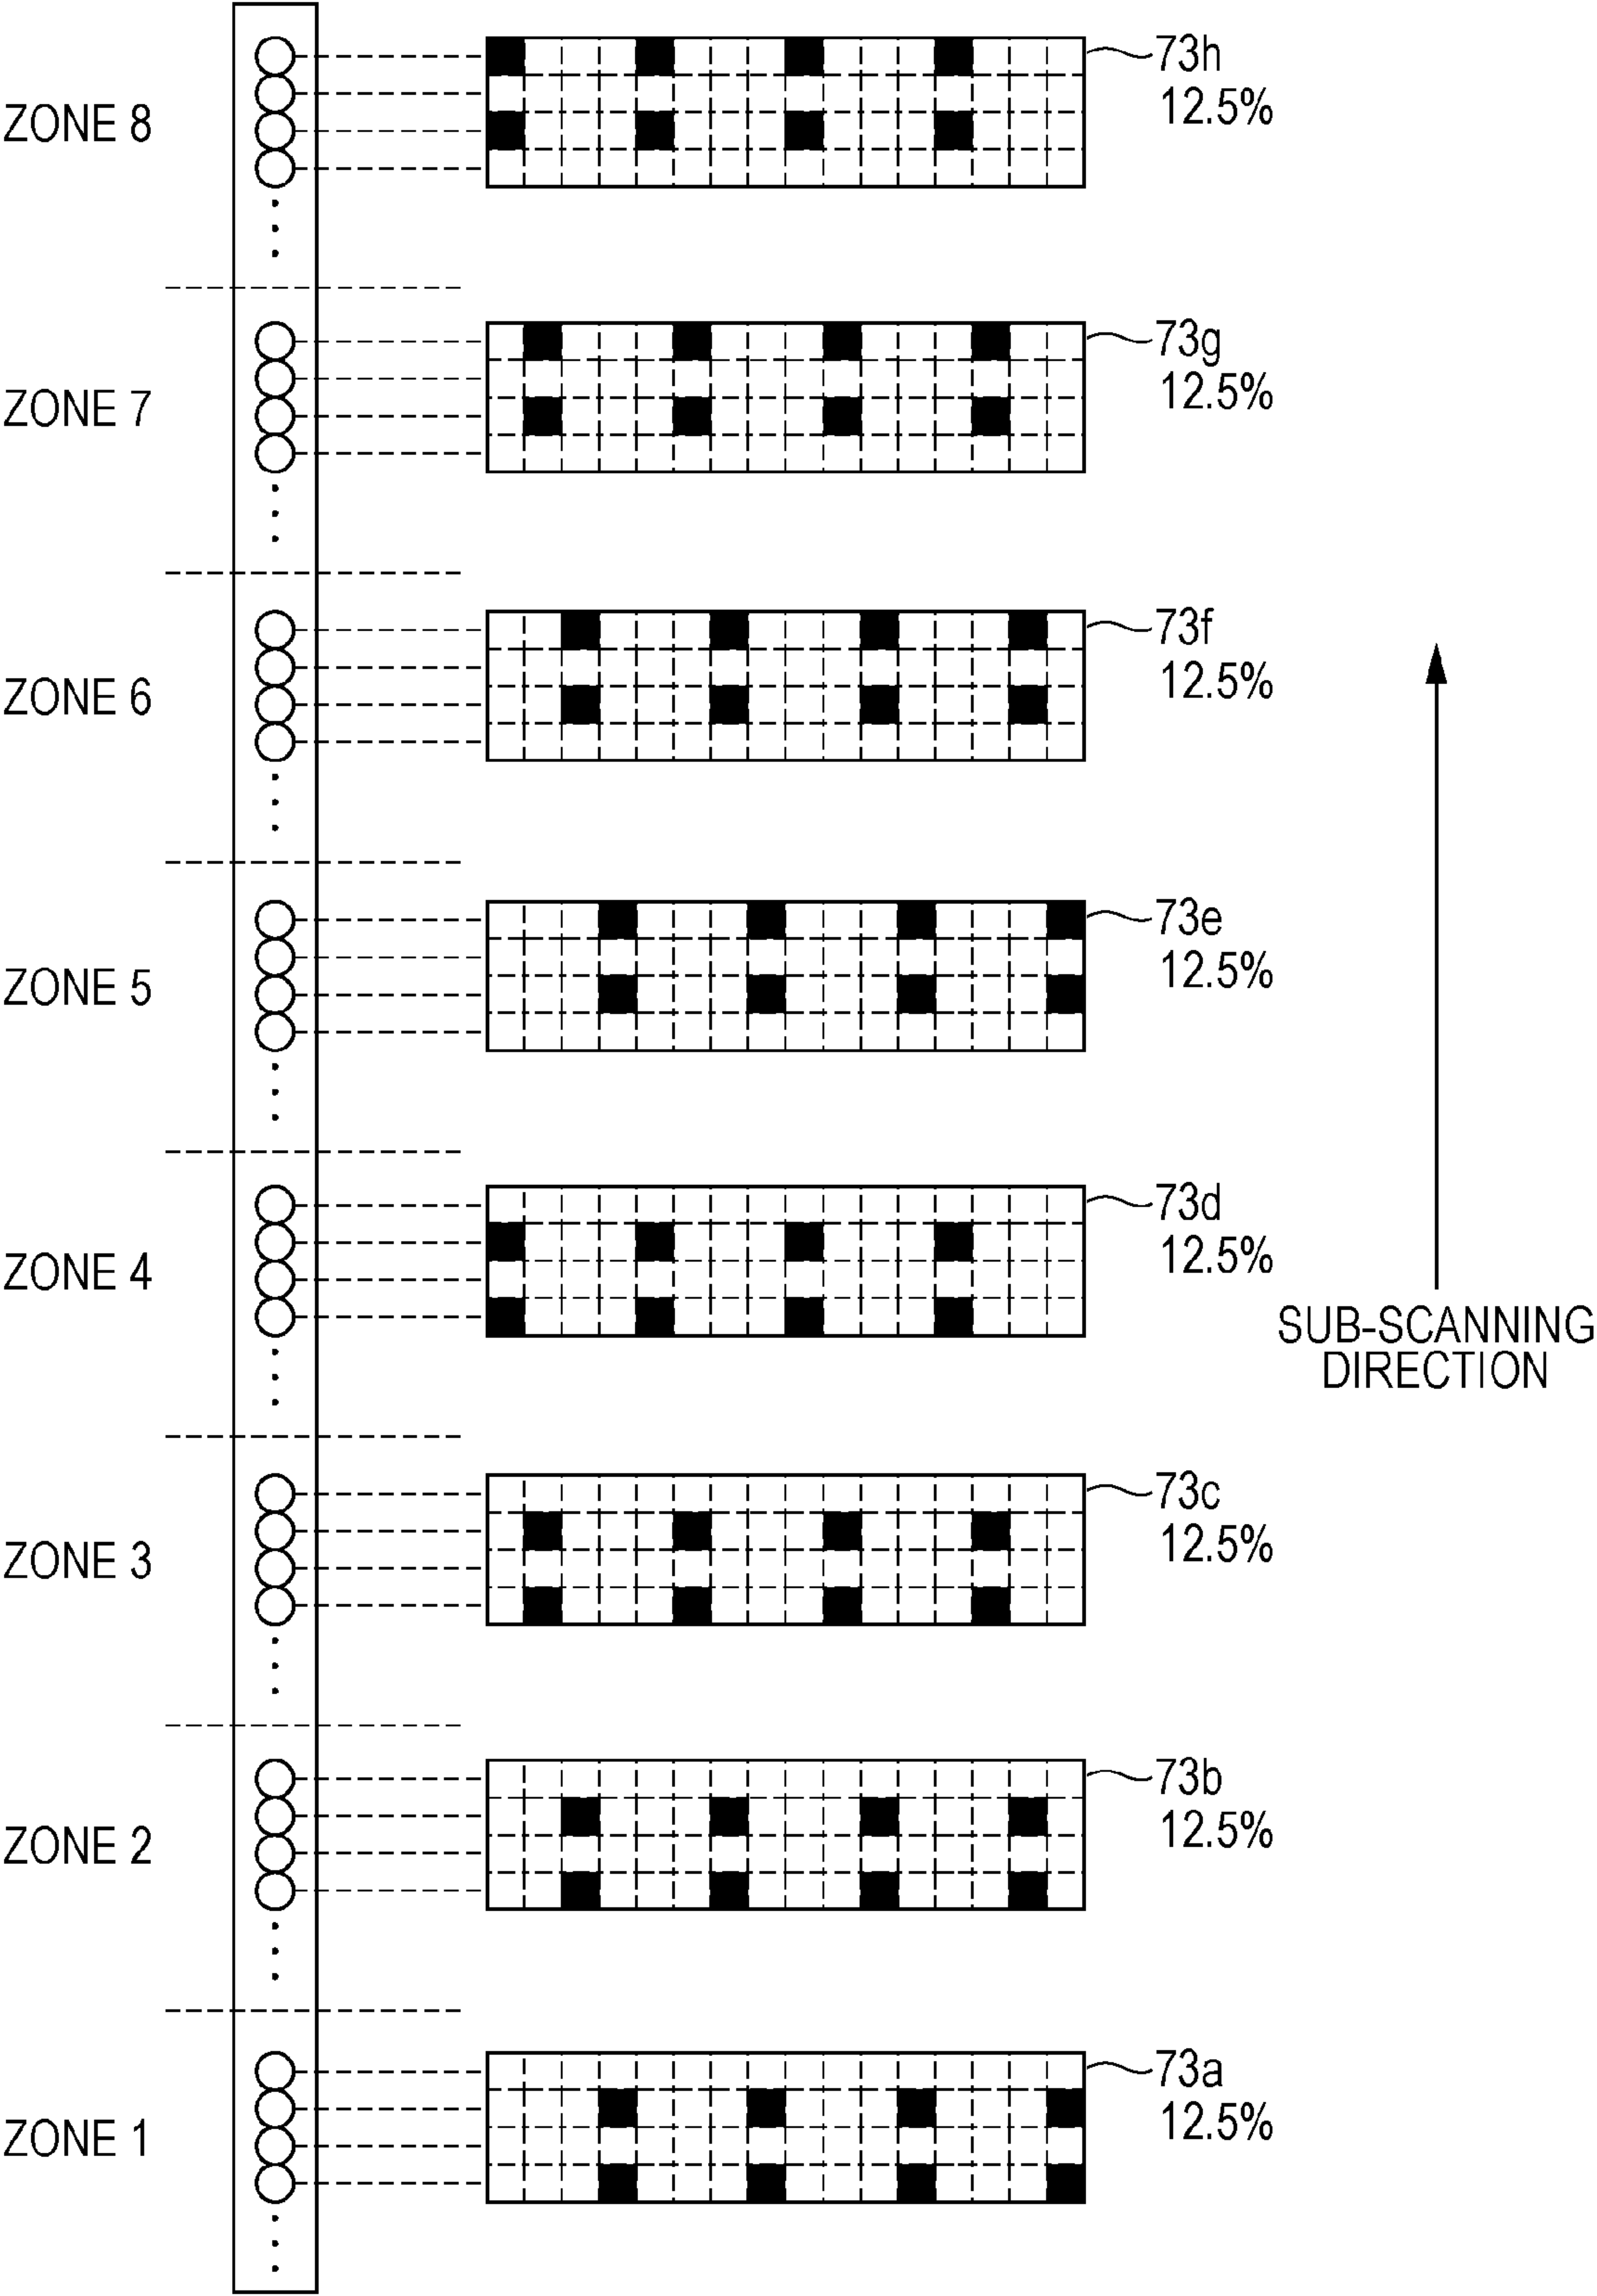 73h
12.5%
ZONE 8
73g
12.5%
ZONE 7
73f
12.5%
ZONE 6
73e
12.5%
ZONE 5
73d
12.5%
ZONE 4
SUB-SCANNING
DIRECTION
73c
12.5%
ZONE 3
73b
12.5%
ZONE 2
73a
12.5%
ZONE 1